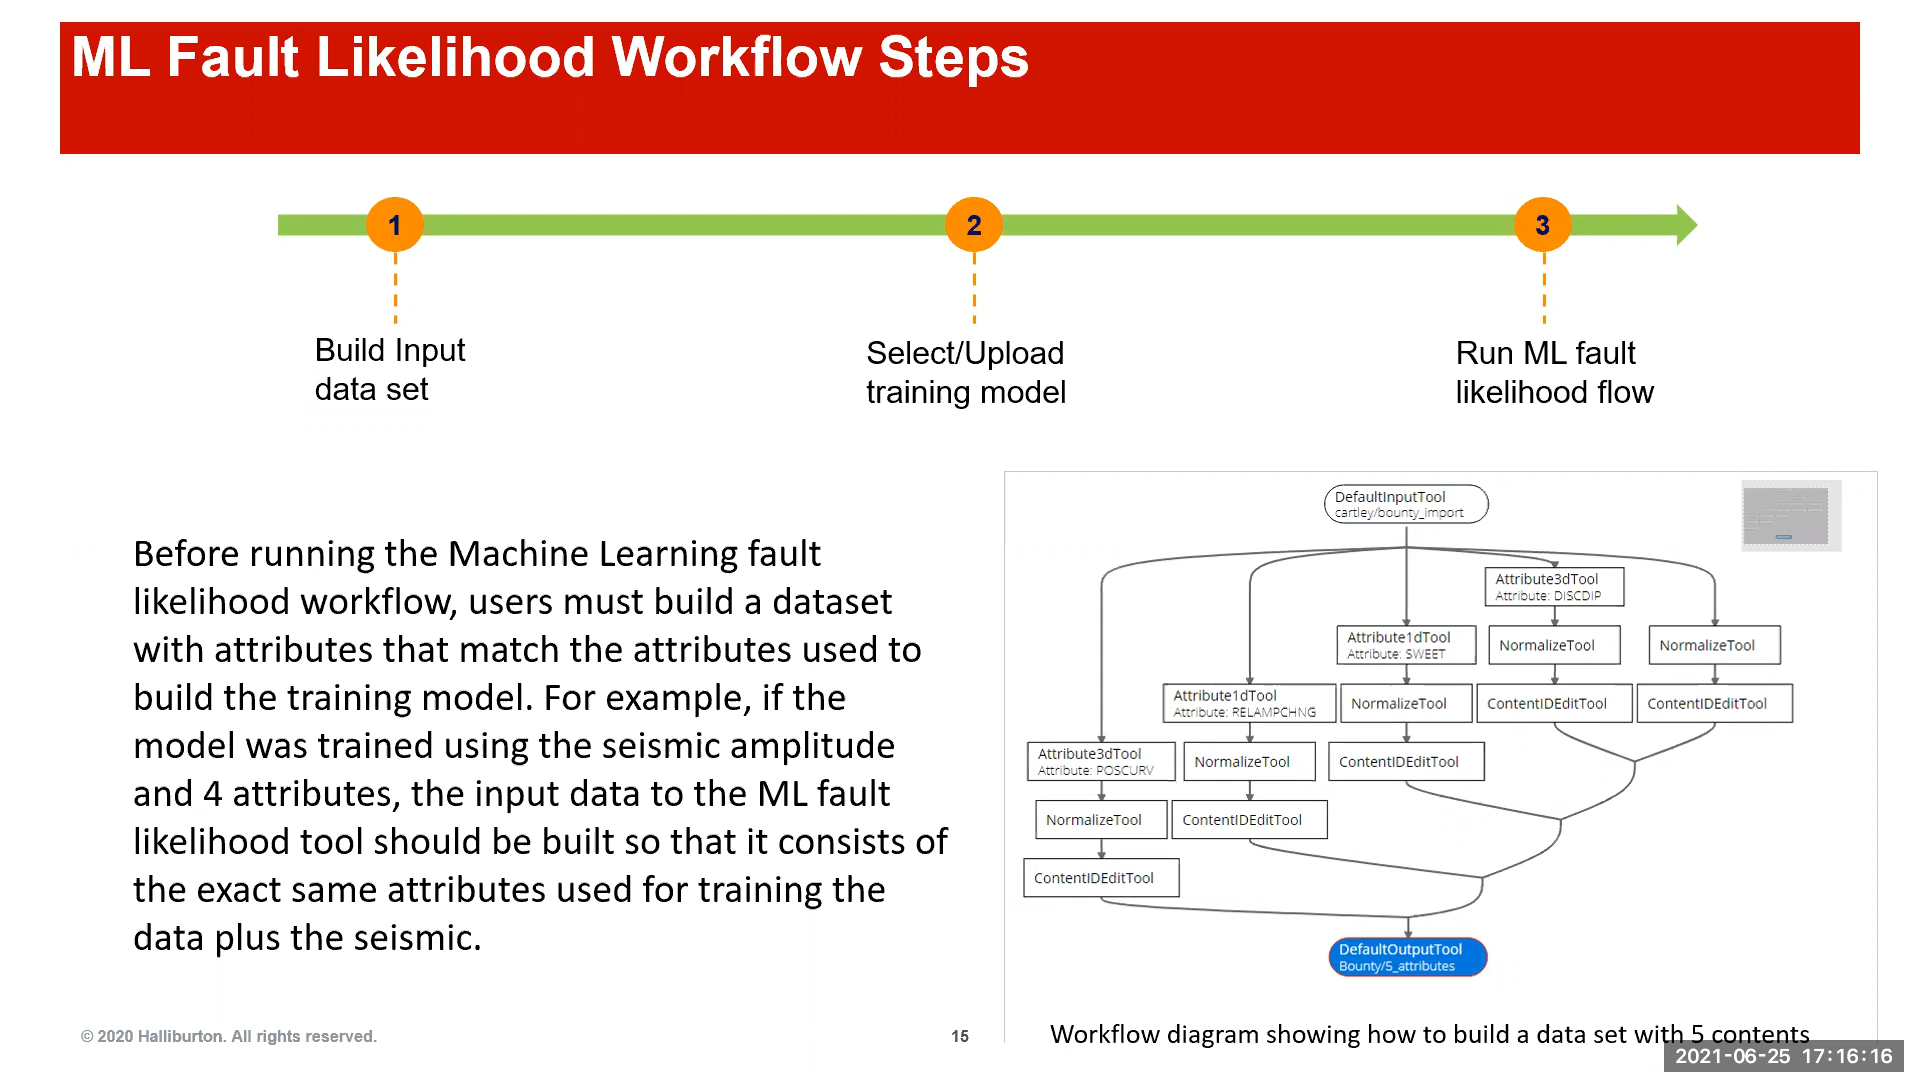 ML Fault Likelihood Workflow Steps
1
2
3
Build Input
data set
Select/Upload
training model
Run ML fault
likelihood flow
Before running the Machine Learning fault
likelihood workflow, users must build a dataset
with attributes that match the attributes used to
build the training model. For example, if the
model was trained using the seismic amplitude
and 4 attributes, the input data to the ML fault
likelihood tool should be built so that it consists of
the exact same attributes used for training the
data plus the seismic.
DefaultInputTool
cartley/bounty_import
Attribute3dTool
Attribute: DISCDIP
Attribute1dTool
Attribute: SWEET
NormalizeTool
NormalizeTool
Attribute1dTool
Attribute: RELAMPCHNG
NormalizeTool
ContentIDEditTool
ContentIDEditTool
Attribute3dTool
Attribute: POSCURV
NormalizeTool
ContentIDEditTool
NormalizeTool
ContentIDEditTool
ContentIDEditTool
DefaultOutputTool
Bounty/5_attributes
Workflow diagram showing how to build a data set with 5 contents
© 2020 Halliburton. All rights reserved.
15
2021-06-25 17:16:16